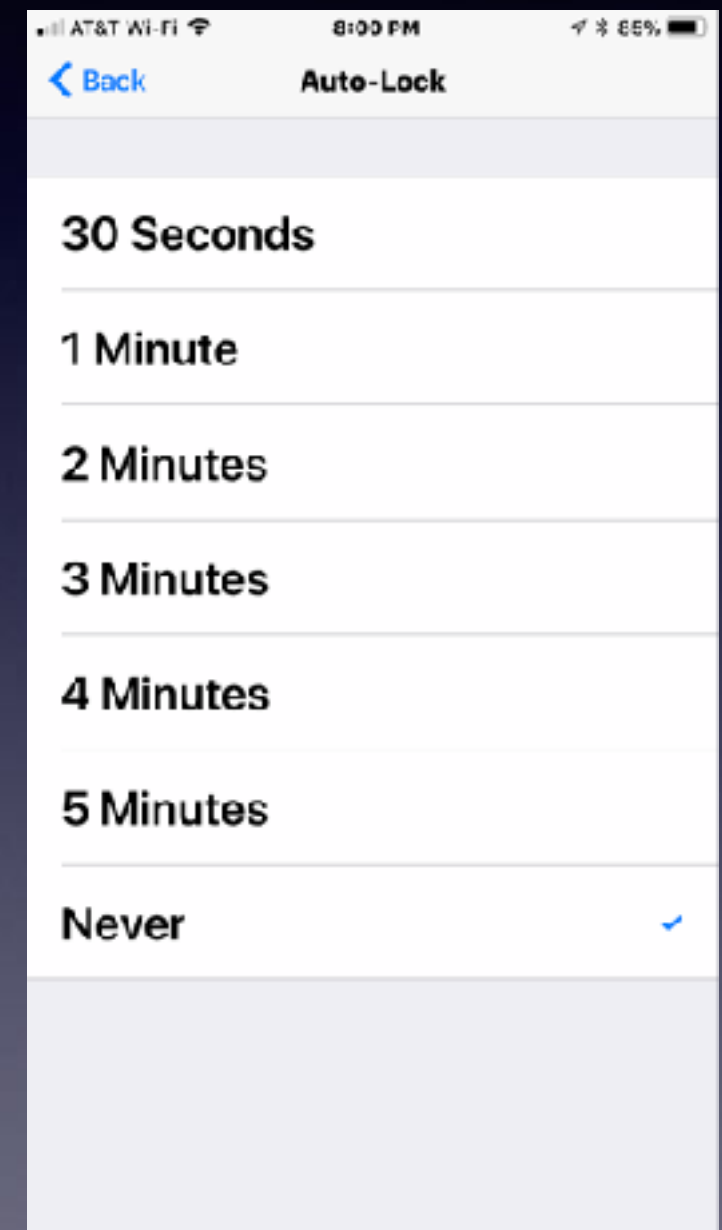 AT&T Wi-Fi 8:00 PM 85%
Back Auto-Lock
30 Seconds
1 Minute
2 Minutes
3 Minutes
4 Minutes
5 Minutes
Never